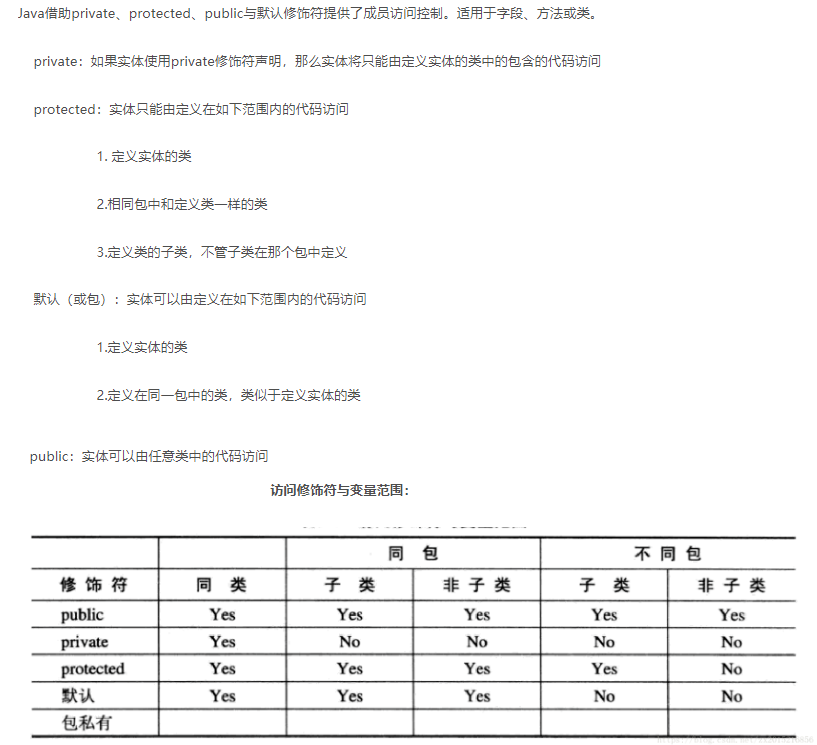 Java借助private、protected、public与默认修饰符提供了成员访问控制。适用于字段、方法或类。
private：如果实体使用private修饰符声明，那么实体将只能由定义实体的类中的包含的代码访问
protected：实体只能由定义在如下范围内的代码访问
1. 定义实体的类
2.相同包中和定义类一样的类
3.定义类的子类，不管子类在那个包中定义
默认（或包）：实体可以由定义在如下范围内的代码访问
1.定义实体的类
2.定义在同一包中的类，类似于定义实体的类
public：实体可以由任意类中的代码访问
访问修饰符与变量范围：
同 包 不 同 包
修 饰 符 同 类 子 类 非 子 类 子 类 非 子 类
public Yes Yes Yes Yes Yes
private Yes No No No No
protected Yes Yes Yes Yes No
默认 Yes Yes Yes No No
包私有